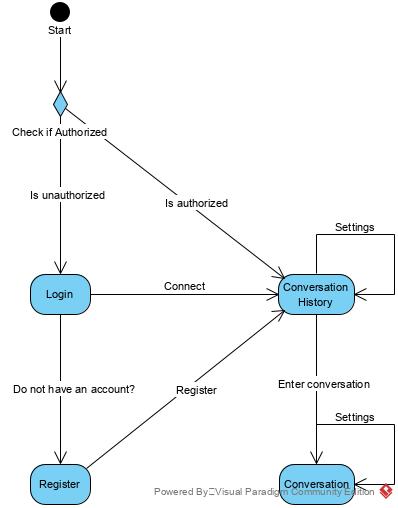 Start
Check if Authorized
Is unauthorized
Is authorized
Settings
Login
Connect
Conversation
History
Do not have an account?
Register
Enter conversation
Settings
Register
Conversation
Powered By Visual Paradigm Community Edition